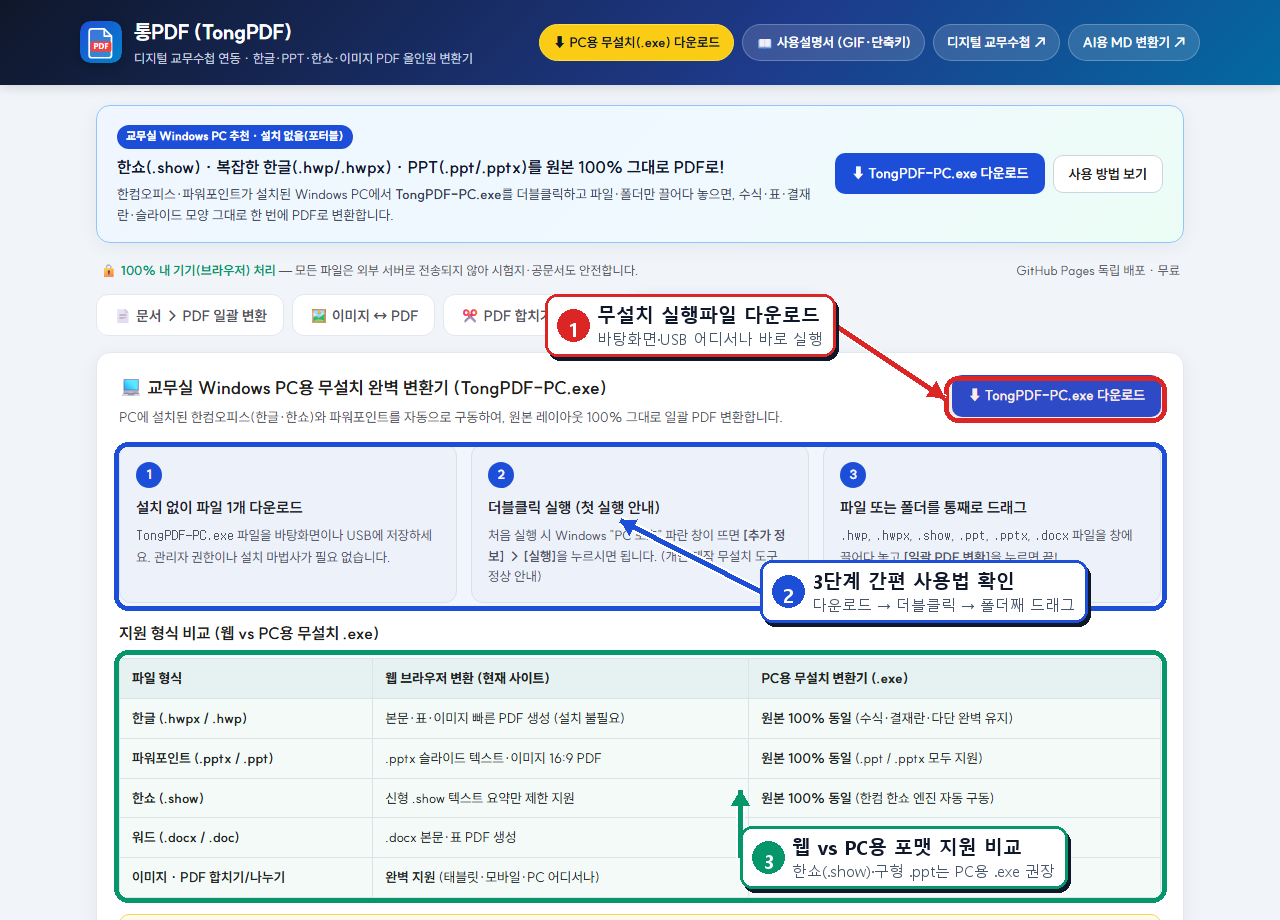 통PDF (TongPDF)
디지털 교무수첩 연동 · 한글·PPT·한쇼·이미지 PDF 올인원 변환기
⬇ PC용 무설치(.exe) 다운로드
📖 사용설명서 (GIF·단축키)
디지털 교무수첩 ↗
AI용 MD 변환기 ↗
교무실 Windows PC 추천 · 설치 없음(포터블)
한쇼(.show) · 복잡한 한글(.hwp/.hwpx) · PPT(.ppt/.pptx)를 원본 100% 그대로 PDF로!
한컴오피스·파워포인트가 설치된 Windows PC에서 TongPDF-PC.exe를 더블클릭하고 파일·폴더만 끌어다 놓으면, 수식·표·결재
란·슬라이드 모양 그대로 한 번에 PDF로 변환합니다.
⬇ TongPDF-PC.exe 다운로드
사용 방법 보기
🔒 100% 내 기기(브라우저) 처리 — 모든 파일은 외부 서버로 전송되지 않아 시험지·공문서도 안전합니다.
GitHub Pages 독립 배포 · 무료
📄 문서 > PDF 일괄 변환
🖼️ 이미지 ↔ PDF
✂️ PDF 합치기
1 무설치 실행파일 다운로드
바탕화면·USB 어디서나 바로 실행
💻 교무실 Windows PC용 무설치 완벽 변환기 (TongPDF-PC.exe)
PC에 설치된 한컴오피스(한글·한쇼)와 파워포인트를 자동으로 구동하여, 원본 레이아웃 100% 그대로 일괄 PDF 변환합니다.
⬇ TongPDF-PC.exe 다운로드
1
설치 없이 파일 1개 다운로드
TongPDF-PC.exe 파일을 바탕화면이나 USB에 저장하세
요. 관리자 권한이나 설치 마법사가 필요 없습니다.
2
더블클릭 실행 (첫 실행 안내)
처음 실행 시 Windows "PC 파란 창이 뜨면 [추가 정
보] > [실행]을 누르시면 됩니다. (개인 제작 무설치 도구
정상 안내)
3
파일 또는 폴더를 통째로 드래그
.hwp, .hwpx, .show, .ppt, .pptx, .docx 파일을 창에
끌어다 놓고 [일괄 PDF 변환]을 누르면 끝!
2 3단계 간편 사용법 확인
다운로드 → 더블클릭 → 폴더째 드래그
지원 형식 비교 (웹 vs PC용 무설치 .exe)
파일 형식
웹 브라우저 변환 (현재 사이트)
PC용 무설치 변환기 (.exe)
한글 (.hwpx / .hwp)
본문·표·이미지 빠른 PDF 생성 (설치 불필요)
원본 100% 동일 (수식·결재란·다단 완벽 유지)
파워포인트 (.pptx / .ppt)
.pptx 슬라이드 텍스트·이미지 16:9 PDF
원본 100% 동일 (.ppt / .pptx 모두 지원)
한쇼 (.show)
신형 .show 텍스트 요약만 제한 지원
원본 100% 동일 (한컴 한쇼 엔진 자동 구동)
워드 (.docx / .doc)
.docx 본문·표 PDF 생성
이미지 · PDF 합치기/나누기
완벽 지원 (태블릿·모바일·PC 어디서나)
3 웹 vs PC용 포맷 지원 비교
한쇼(.show)·구형 .ppt는 PC용 .exe 권장